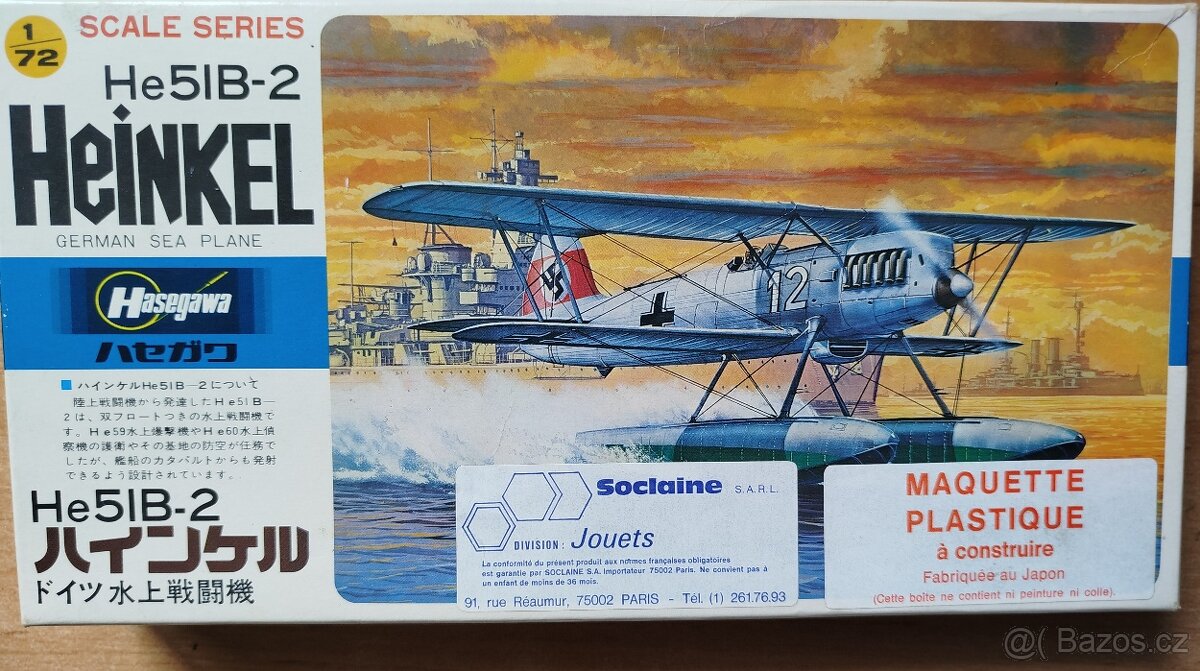 1/72
SCALE SERIES
He51B-2
HeiNKEL
GERMAN SEA PLANE
Hasegawa
ハセガワ
■ハインケルHe51B—2について
陸上戦闘機から発達したHe51B—
2は、双フロートつきの水上戦闘機で
す。He59水上爆撃機やHe60水上偵
察機の護衛やその基地の防空が任務で
したが、艦船のカタパルトからも発射
できるよう設計されています。
He51B-2
ハインケル
ドイツ水上戦闘機
12
Soclaine S.A.R.L.
DIVISION: Jouets
La conformité du présent produit aux normes françaises obligatoires
est garantie par SOCLAINE S.A. importateur 75002 Paris. Ne convient pas à
un enfant de moins de 36 mois.
91, rue Réaumur, 75002 PARIS - Tél. (1) 261.76.93
MAQUETTE
PLASTIQUE
à construire
Fabriquée au Japon
(Cette boîte ne contient ni peinture ni colle).
@( Bazos.cz